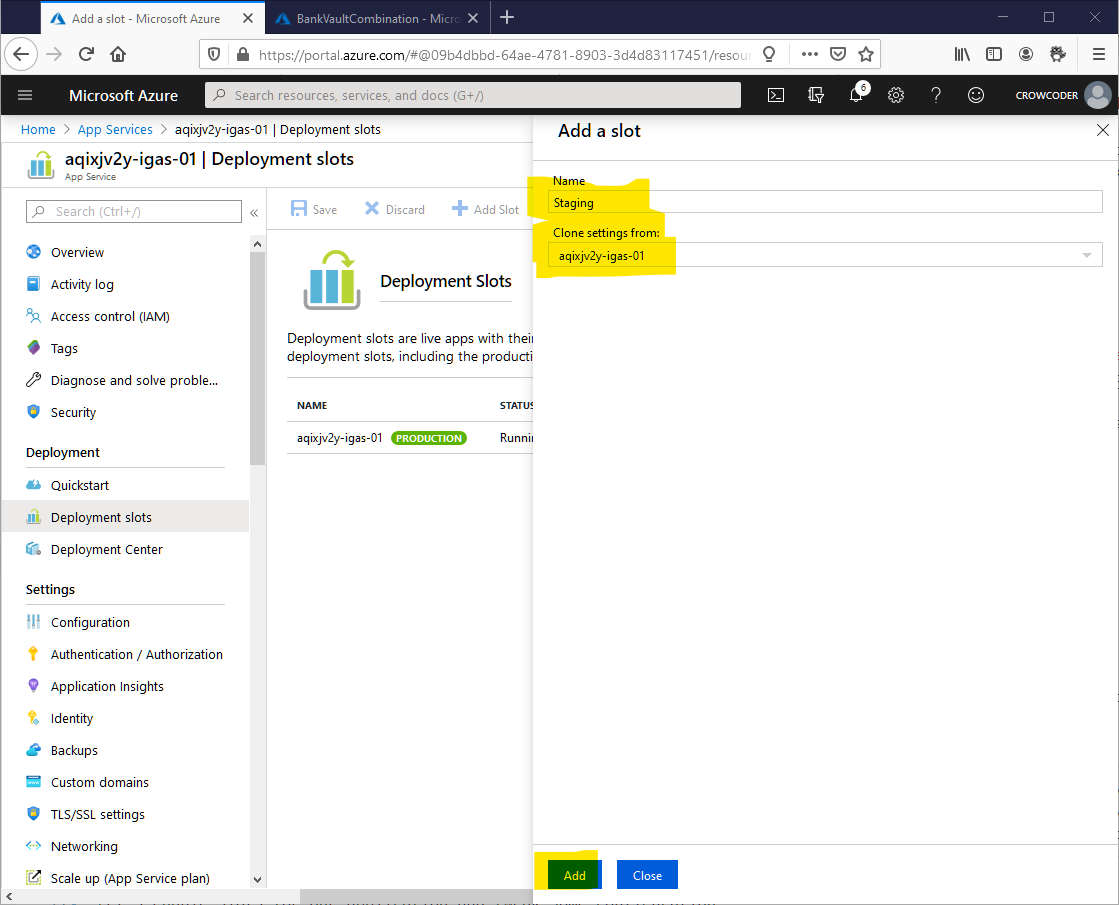 Add a slot - Microsoft Azure
BankVaultCombination - Micro
https://portal.azure.com/#@09b4dbbd-64ae-4781-8903-3d4d83117451/resou
Microsoft Azure
Search resources, services, and docs (G+/)
6
CROWCODER
Home > App Services > aqixjv2y-igas-01 | Deployment slots
aqixjv2y-igas-01 | Deployment slots
App Service
Search (Ctrl+/)
Overview
Activity log
Access control (IAM)
Tags
Diagnose and solve proble...
Security
Deployment
Quickstart
Deployment slots
Deployment Center
Settings
Configuration
Authentication / Authorization
Application Insights
Identity
Backups
Custom domains
TLS/SSL settings
Networking
Scale up (App Service plan)
Save
Discard
Add Slot
Deployment Slots
Deployment slots are live apps with their
deployment slots, including the producti
NAME STATUS
aqixjv2y-igas-01 PRODUCTION Runnin
Add a slot
Name
Staging
Clone settings from:
aqixjv2y-igas-01
Add
Close